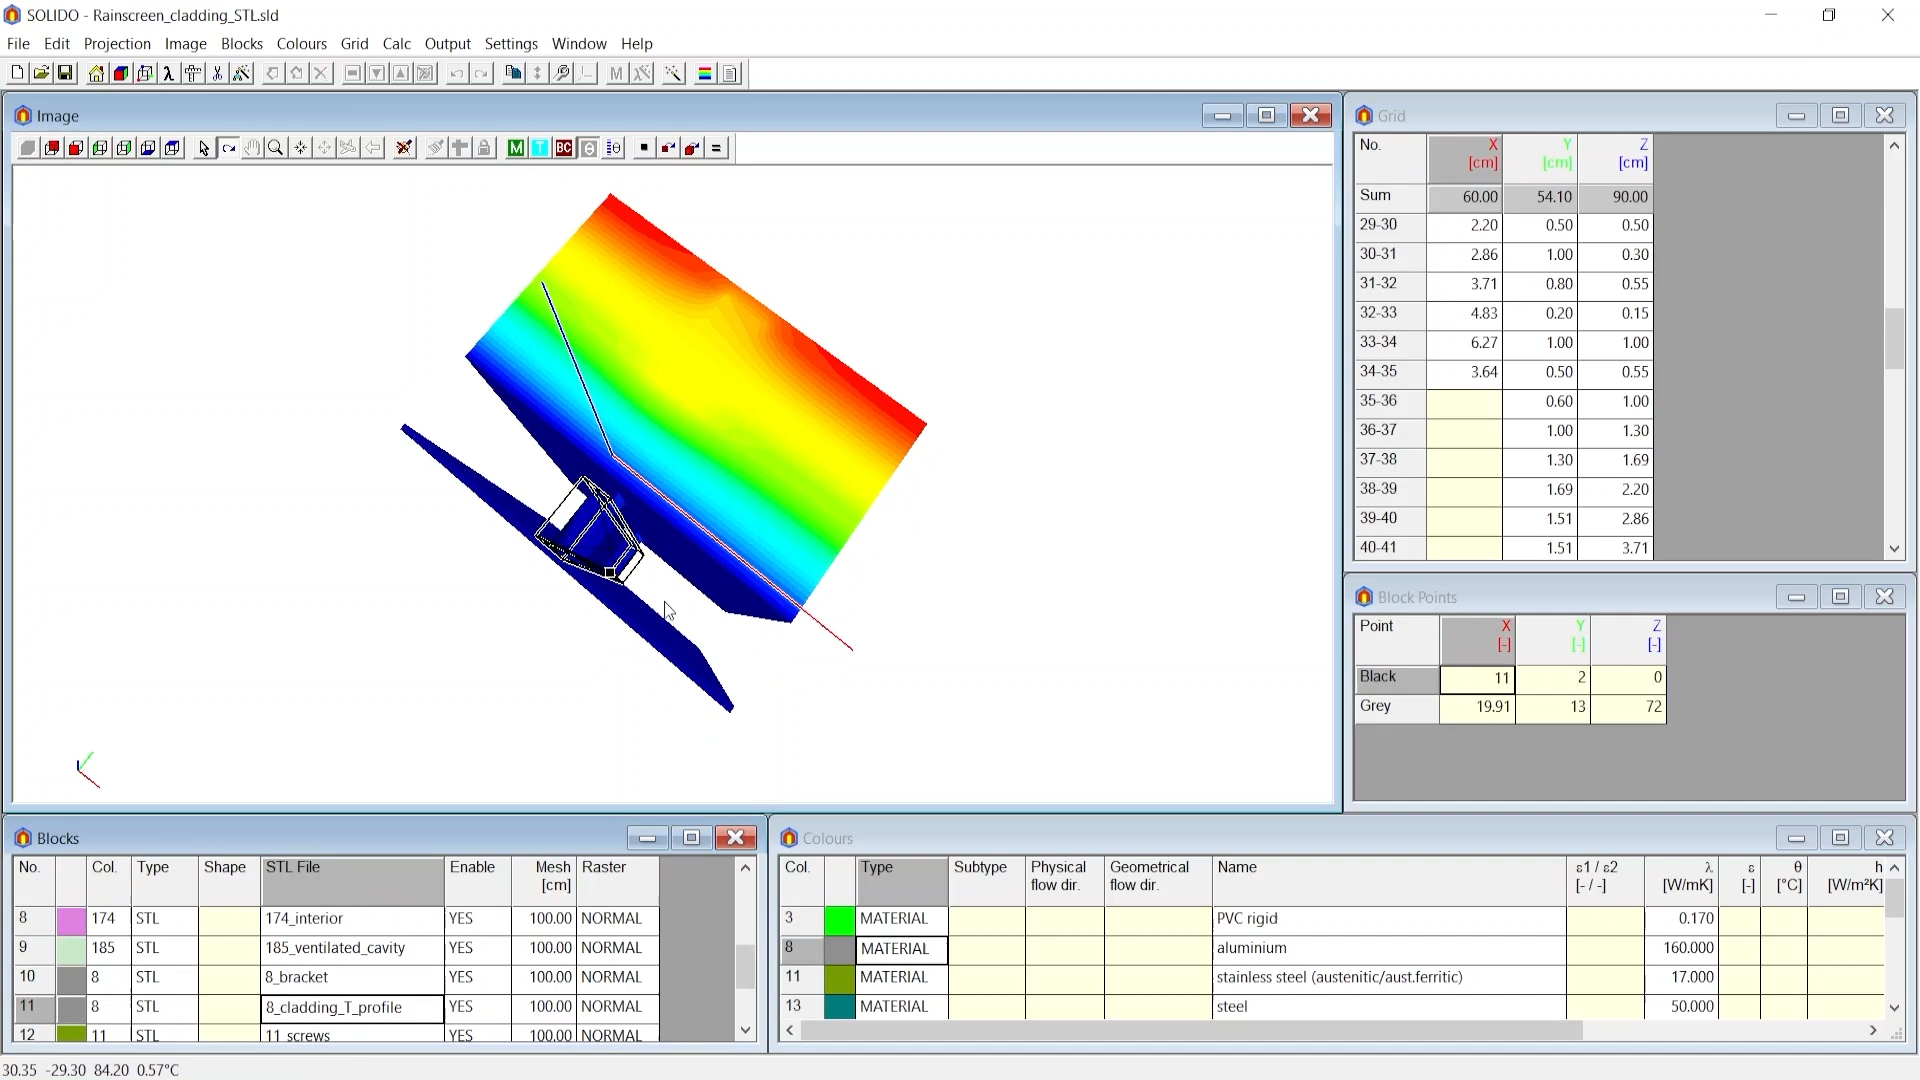 SOLIDO - Rainscreen_cladding_STL.sld
File Edit Projection Image Blocks Colours Grid Calc Output Settings Window Help
Image
M T BC
Grid
No. X Y Z
[cm] [cm] [cm]
Sum 60.00 54.10 90.00
29-30 2.20 0.50 0.50
30-31 2.86 1.00 0.30
31-32 3.71 0.80 0.55
32-33 4.83 0.20 0.15
33-34 6.27 1.00 1.00
34-35 3.64 0.50 0.55
35-36 0.60 1.00
36-37 1.00 1.30
37-38 1.30 1.69
38-39 1.69 2.20
39-40 1.51 2.86
40-41 1.51 3.71
Block Points
Point X Y Z
[-] [-] [-]
Black 11 2 0
Grey 19.91 13 72
Blocks
No. Col. Type Shape STL File Enable Mesh Raster
[cm]
8 174 STL 174_interior YES 100.00 NORMAL
9 185 STL 185_ventilated_cavity YES 100.00 NORMAL
10 8 STL 8_bracket YES 100.00 NORMAL
11 8 STL 8_cladding_T_profile YES 100.00 NORMAL
12 11 STL 11_screws YES 100.00 NORMAL
Colours
Col. Type Subtype Physical Geometrical Name ε1 / ε2 λ ε θ h
flow dir. flow dir. [- / -] [W/mK] [-] [°C] [W/m²K]
3 MATERIAL PVC rigid 0.170
8 MATERIAL aluminium 160.000
11 MATERIAL stainless steel (austenitic/aust.ferritic) 17.000
13 MATERIAL steel 50.000
30.35 -29.30 84.20 0.57°C